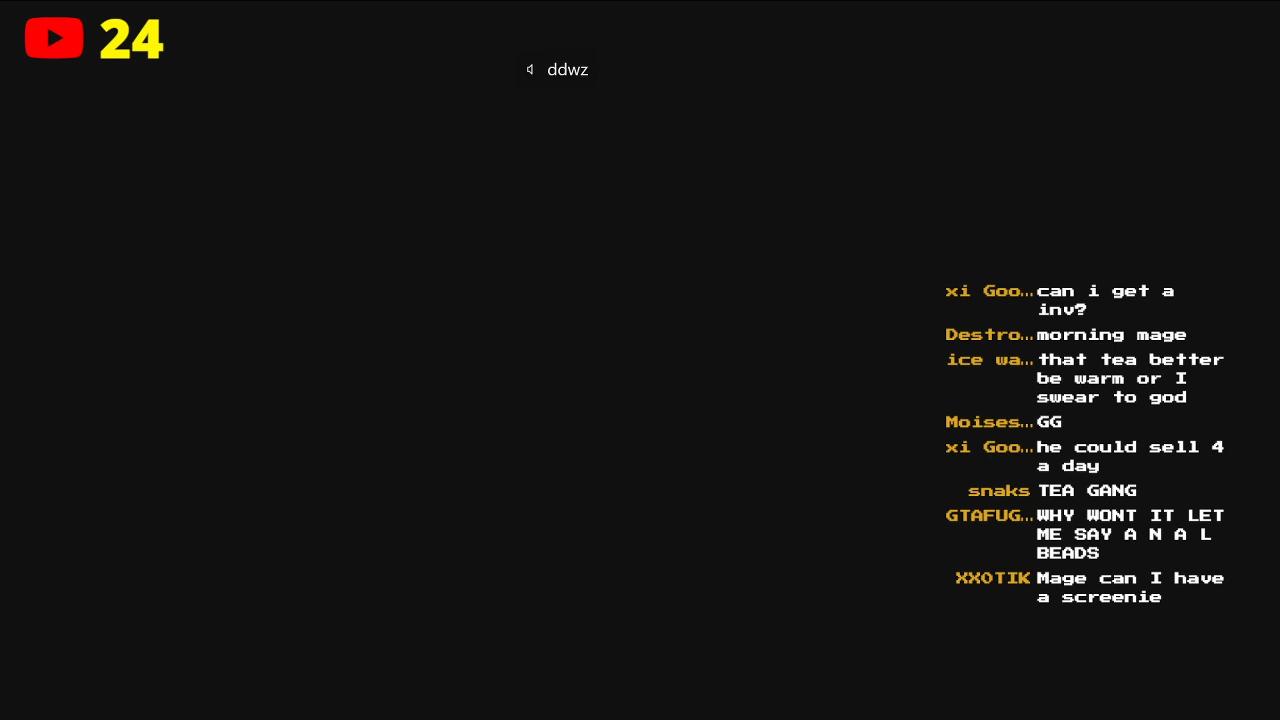 24
ddwz
xi Goo... can i get a
inv?
Destro... morning mage
ice wa... that tea better
be warm or I
swear to god
Moises... GG
xi Goo... he could sell 4
a day
snaks TEA GANG
GTAFUG... WHY WONT IT LET
ME SAY A N A L
BEADS
XXOTIK Mage can I have
a screenie